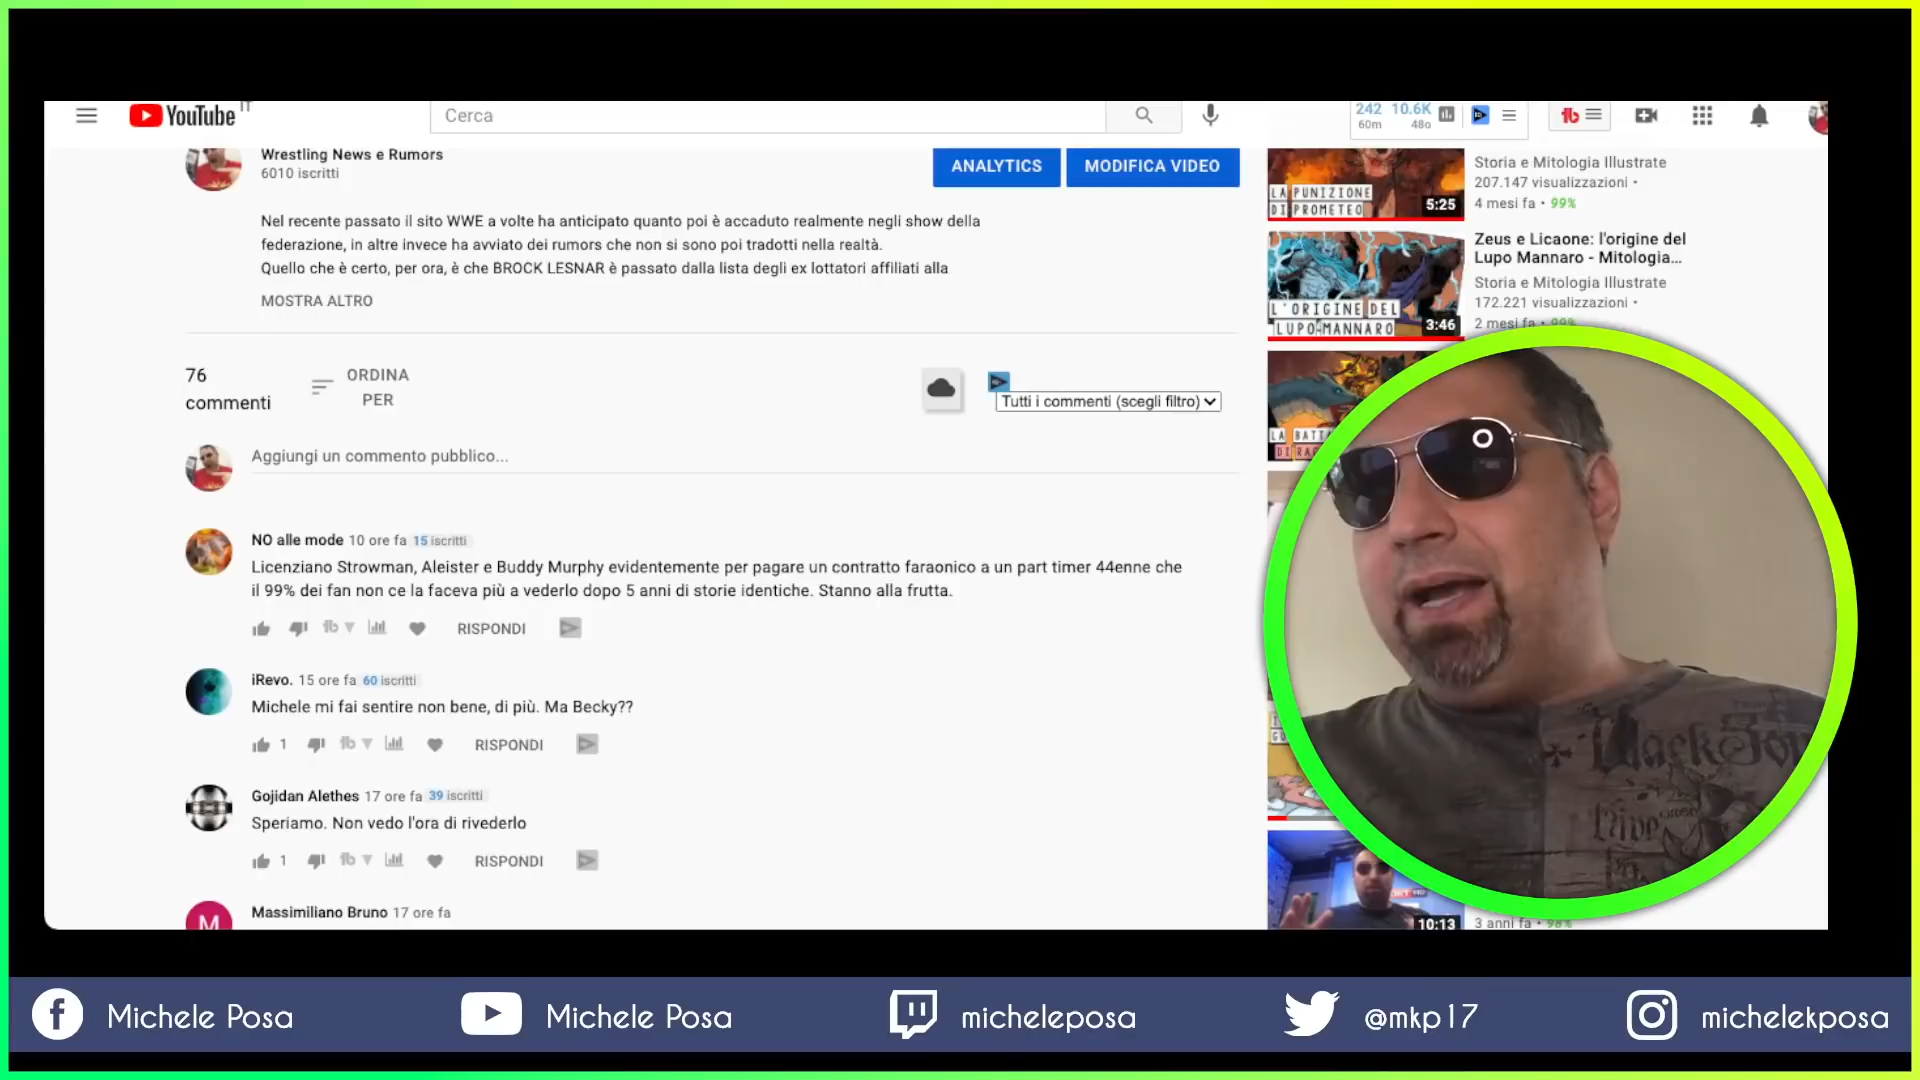 YouTube IT
Cerca
242 10.6K
60m 48o
Wrestling News e Rumors
6010 iscritti
ANALYTICS
MODIFICA VIDEO
Nel recente passato il sito WWE a volte ha anticipato quanto poi è accaduto realmente negli show della
federazione, in altre invece ha avviato dei rumors che non si sono poi tradotti nella realtà.
Quello che è certo, per ora, è che BROCK LESNAR è passato dalla lista degli ex lottatori affiliati alla
MOSTRA ALTRO
76
commenti
ORDINA
PER
Tutti i commenti (scegli filtro)
Aggiungi un commento pubblico...
NO alle mode 10 ore fa 15 iscritti
Licenziano Strowman, Aleister e Buddy Murphy evidentemente per pagare un contratto faraonico a un part timer 44enne che
il 99% dei fan non ce la faceva più a vederlo dopo 5 anni di storie identiche. Stanno alla frutta.
RISPONDI
iRevo. 15 ore fa 60 iscritti
Michele mi fai sentire non bene, di più. Ma Becky??
1 RISPONDI
Gojidan Alethes 17 ore fa 39 iscritti
Speriamo. Non vedo l'ora di rivederlo
1 RISPONDI
M
Massimiliano Bruno 17 ore fa
LA PUNIZIONE
DI PROMETEO
5:25
Storia e Mitologia Illustrate
207.147 visualizzazioni •
4 mesi fa • 99%
L'ORIGINE DEL
LUPO MANNARO
3:46
Zeus e Licaone: l'origine del
Lupo Mannaro - Mitologia...
Storia e Mitologia Illustrate
172.221 visualizzazioni •
2 mesi fa • 99%
10:13
3 anni fa • 98%
Michele Posa
Michele Posa
micheleposa
@mkp17
michelekposa